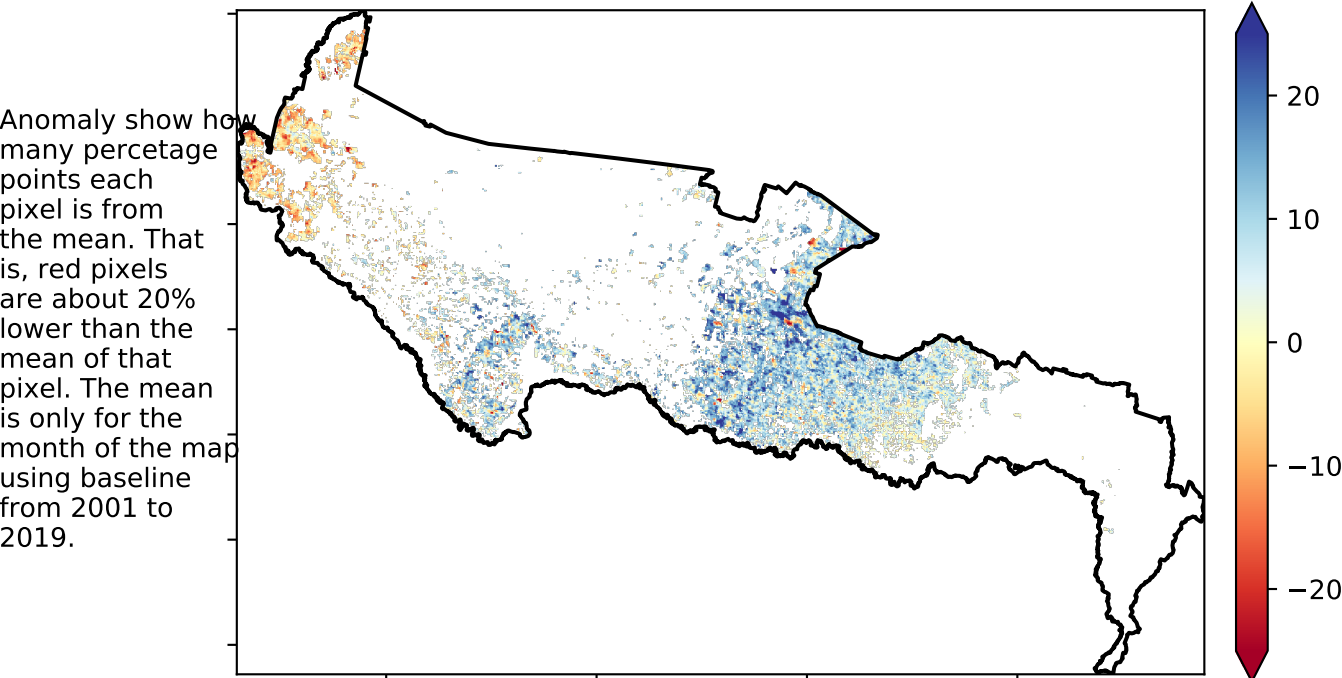 Anomaly show how
many percetage
points each
pixel is from
the mean. That
is, red pixels
are about 20%
lower than the
mean of that
pixel. The mean
is only for the
month of the map
using baseline
from 2001 to
2019.
20
10
0
−10
−20